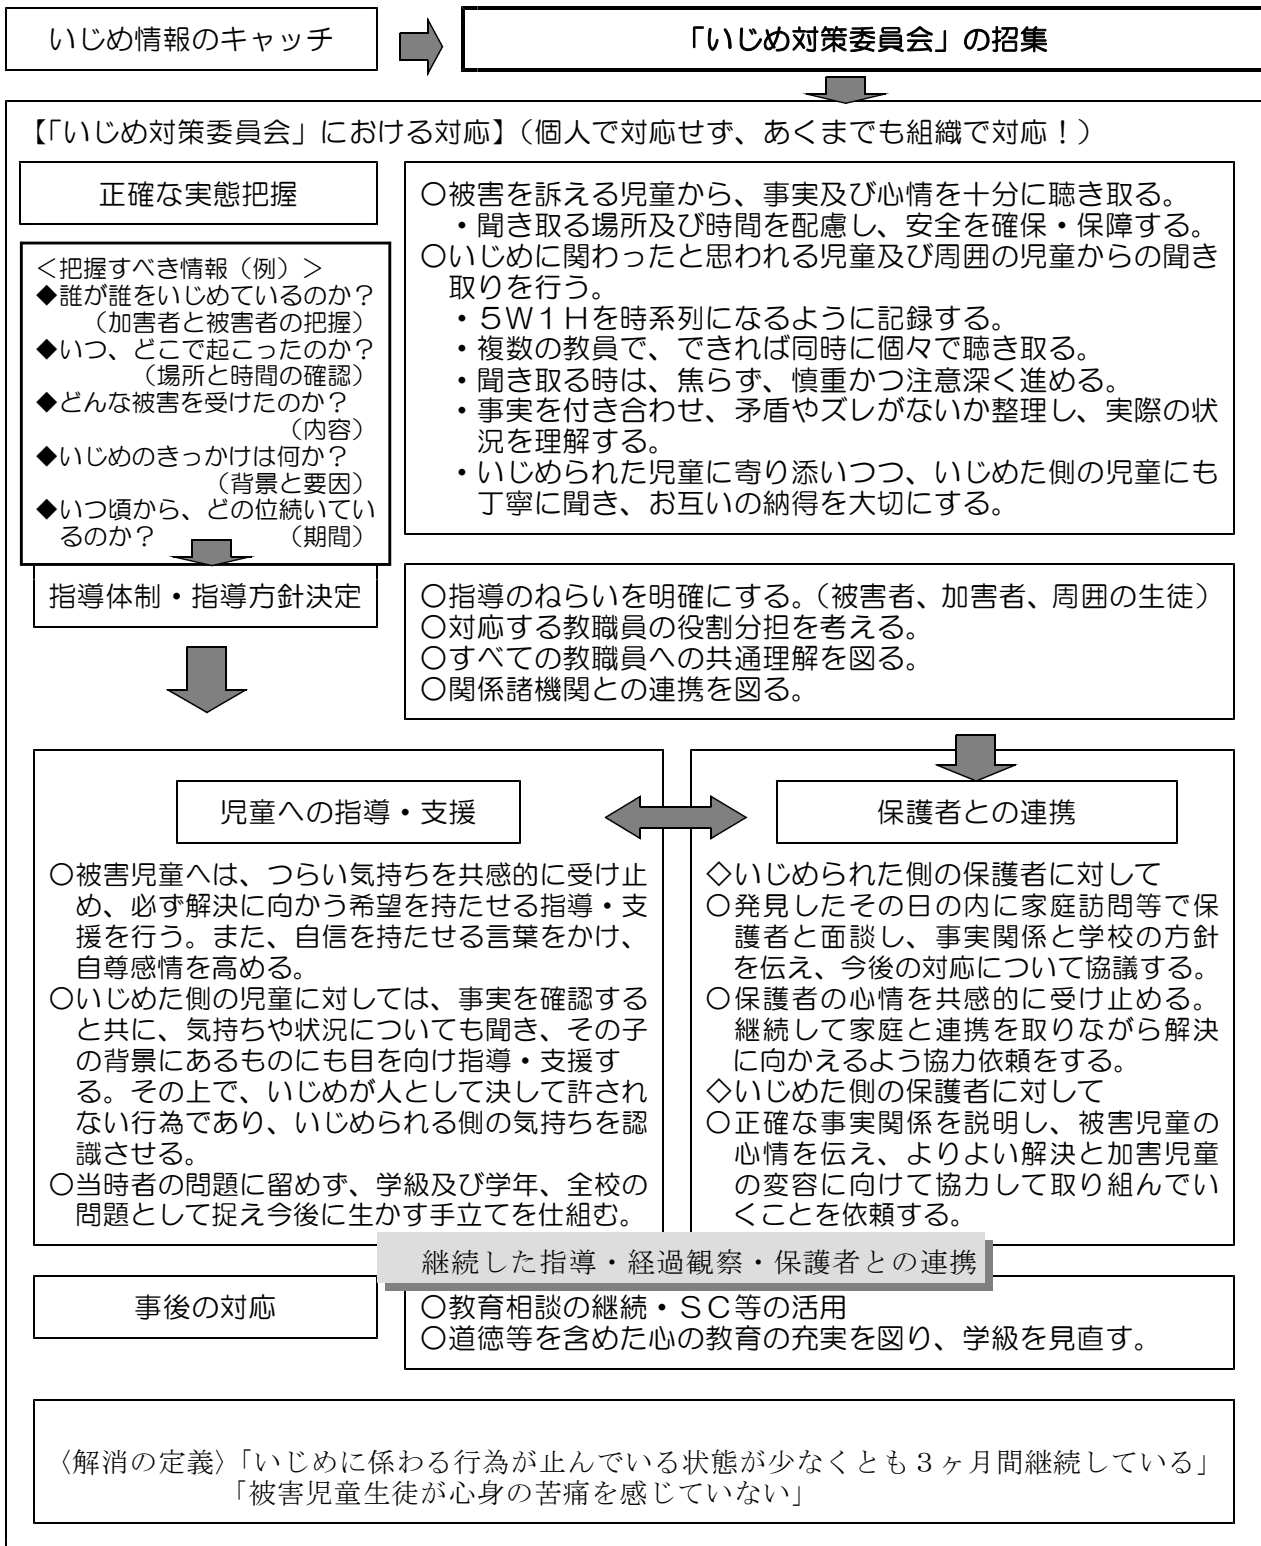 いじめ情報のキャッチ
「いじめ対策委員会」の招集
【「いじめ対策委員会」における対応】（個人で対応せず、あくまでも組織で対応！）
正確な実態把握
＜把握すべき情報（例）＞
◆誰が誰をいじめているのか？
（加害者と被害者の把握）
◆いつ、どこで起こったのか？
（場所と時間の確認）
◆どんな被害を受けたのか？
（内容）
◆いじめのきっかけは何か？
（背景と要因）
◆いつ頃から、どの位続いてい
るのか？　（期間）
○被害を訴える児童から、事実及び心情を十分に聴き取る。
・聞き取る場所及び時間を配慮し、安全を確保・保障する。
○いじめに関わったと思われる児童及び周囲の児童からの聞き
取りを行う。
・５Ｗ１Ｈを時系列になるように記録する。
・複数の教員で、できれば同時に個々で聴き取る。
・聞き取る時は、焦らず、慎重かつ注意深く進める。
・事実を付き合わせ、矛盾やズレがないか整理し、実際の状
況を理解する。
・いじめられた児童に寄り添いつつ、いじめた側の児童にも
丁寧に聞き、お互いの納得を大切にする。
指導体制・指導方針決定
○指導のねらいを明確にする。（被害者、加害者、周囲の生徒）
○対応する教職員の役割分担を考える。
○すべての教職員への共通理解を図る。
○関係諸機関との連携を図る。
児童への指導・支援
○被害児童へは、つらい気持ちを共感的に受け止
め、必ず解決に向かう希望を持たせる指導・支
援を行う。また、自信を持たせる言葉をかけ、
自尊感情を高める。
○いじめた側の児童に対しては、事実を確認する
と共に、気持ちや状況についても聞き、その子
の背景にあるものにも目を向け指導・支援す
る。その上で、いじめが人として決して許され
ない行為であり、いじめられる側の気持ちを認
識させる。
○当時者の問題に留めず、学級及び学年、全校の
問題として捉え今後に生かす手立てを仕組む。
保護者との連携
◇いじめられた側の保護者に対して
○発見したその日の内に家庭訪問等で保
護者と面談し、事実関係と学校の方針
を伝え、今後の対応について協議する。
○保護者の心情を共感的に受け止める。
継続して家庭と連携を取りながら解決
に向かえるよう協力依頼をする。
◇いじめた側の保護者に対して
○正確な事実関係を説明し、被害児童の
心情を伝え、よりよい解決と加害児童
の変容に向けて協力して取り組んでい
くことを依頼する。
継続した指導・経過観察・保護者との連携
事後の対応
○教育相談の継続・ＳＣ等の活用
○道徳等を含めた心の教育の充実を図り、学級を見直す。
〈解消の定義〉「いじめに係わる行為が止んでいる状態が少なくとも３ヶ月間継続している」
「被害児童生徒が心身の苦痛を感じていない」